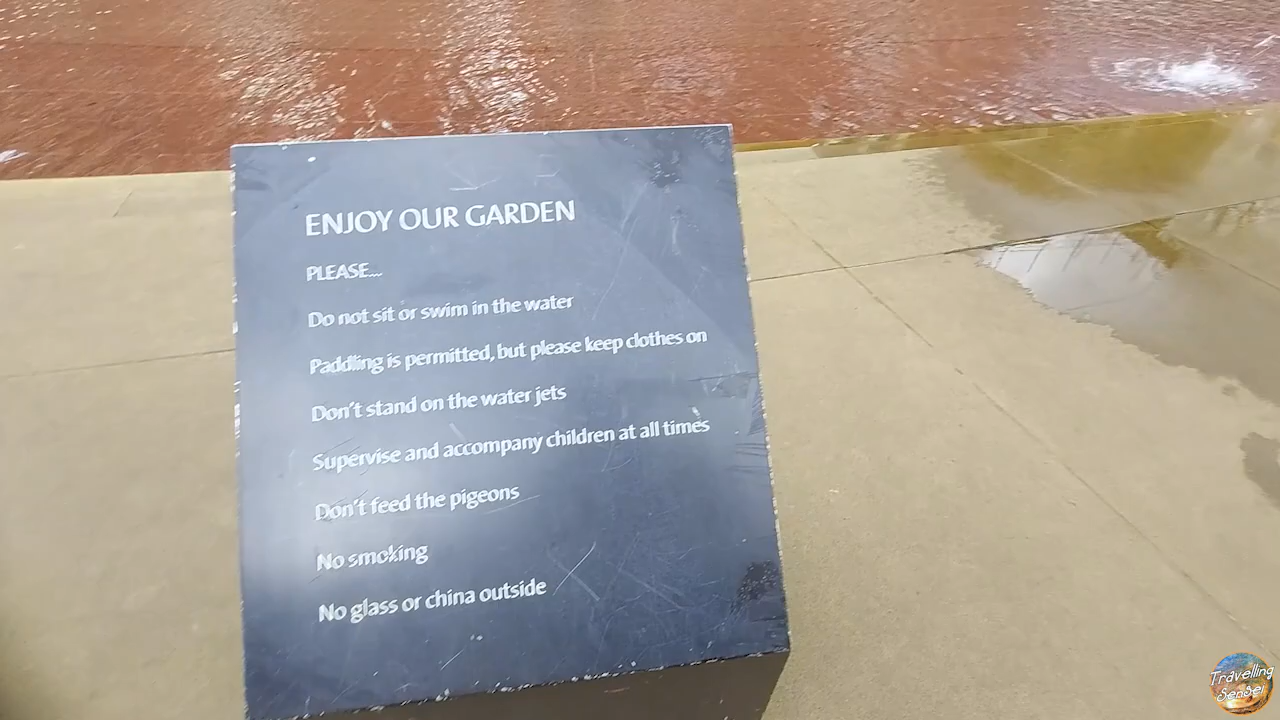 ENJOY OUR GARDEN
PLEASE...
Do not sit or swim in the water
Paddling is permitted, but please keep clothes on
Don't stand on the water jets
Supervise and accompany children at all times
Don't feed the pigeons
No smoking
No glass or china outside
Travelling
Sensei